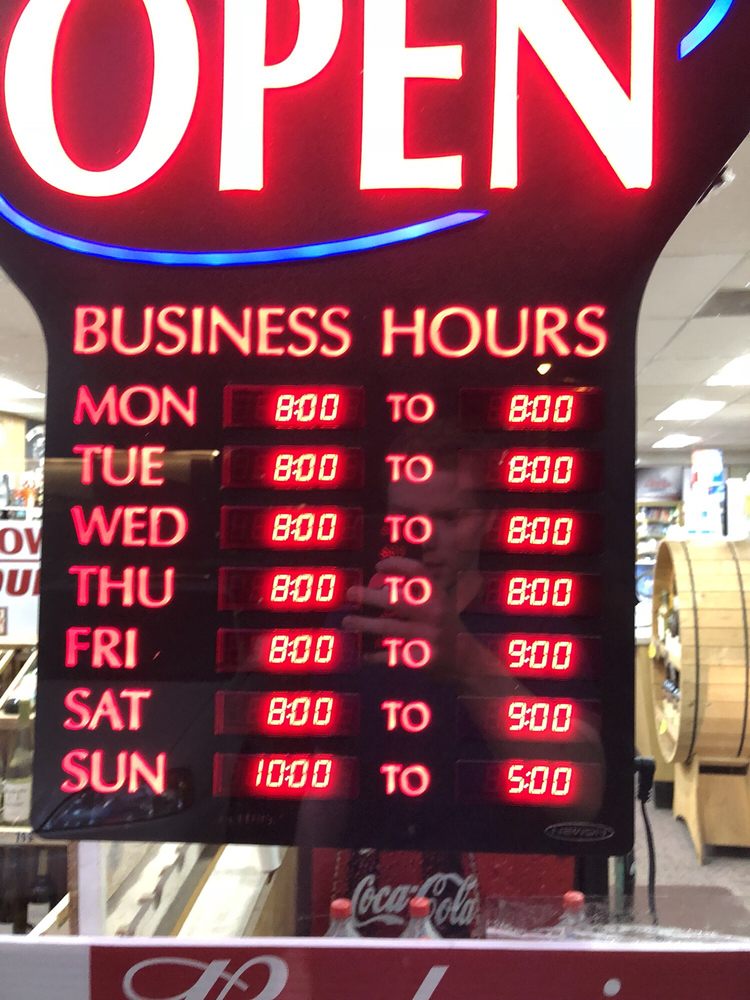 OPEN
BUSINESS HOURS
MON 8:00 TO 8:00
TUE 8:00 TO 8:00
WED 8:00 TO 8:00
THU 8:00 TO 8:00
FRI 8:00 TO 9:00
SAT 8:00 TO 9:00
SUN 10:00 TO 5:00
Coca-Cola